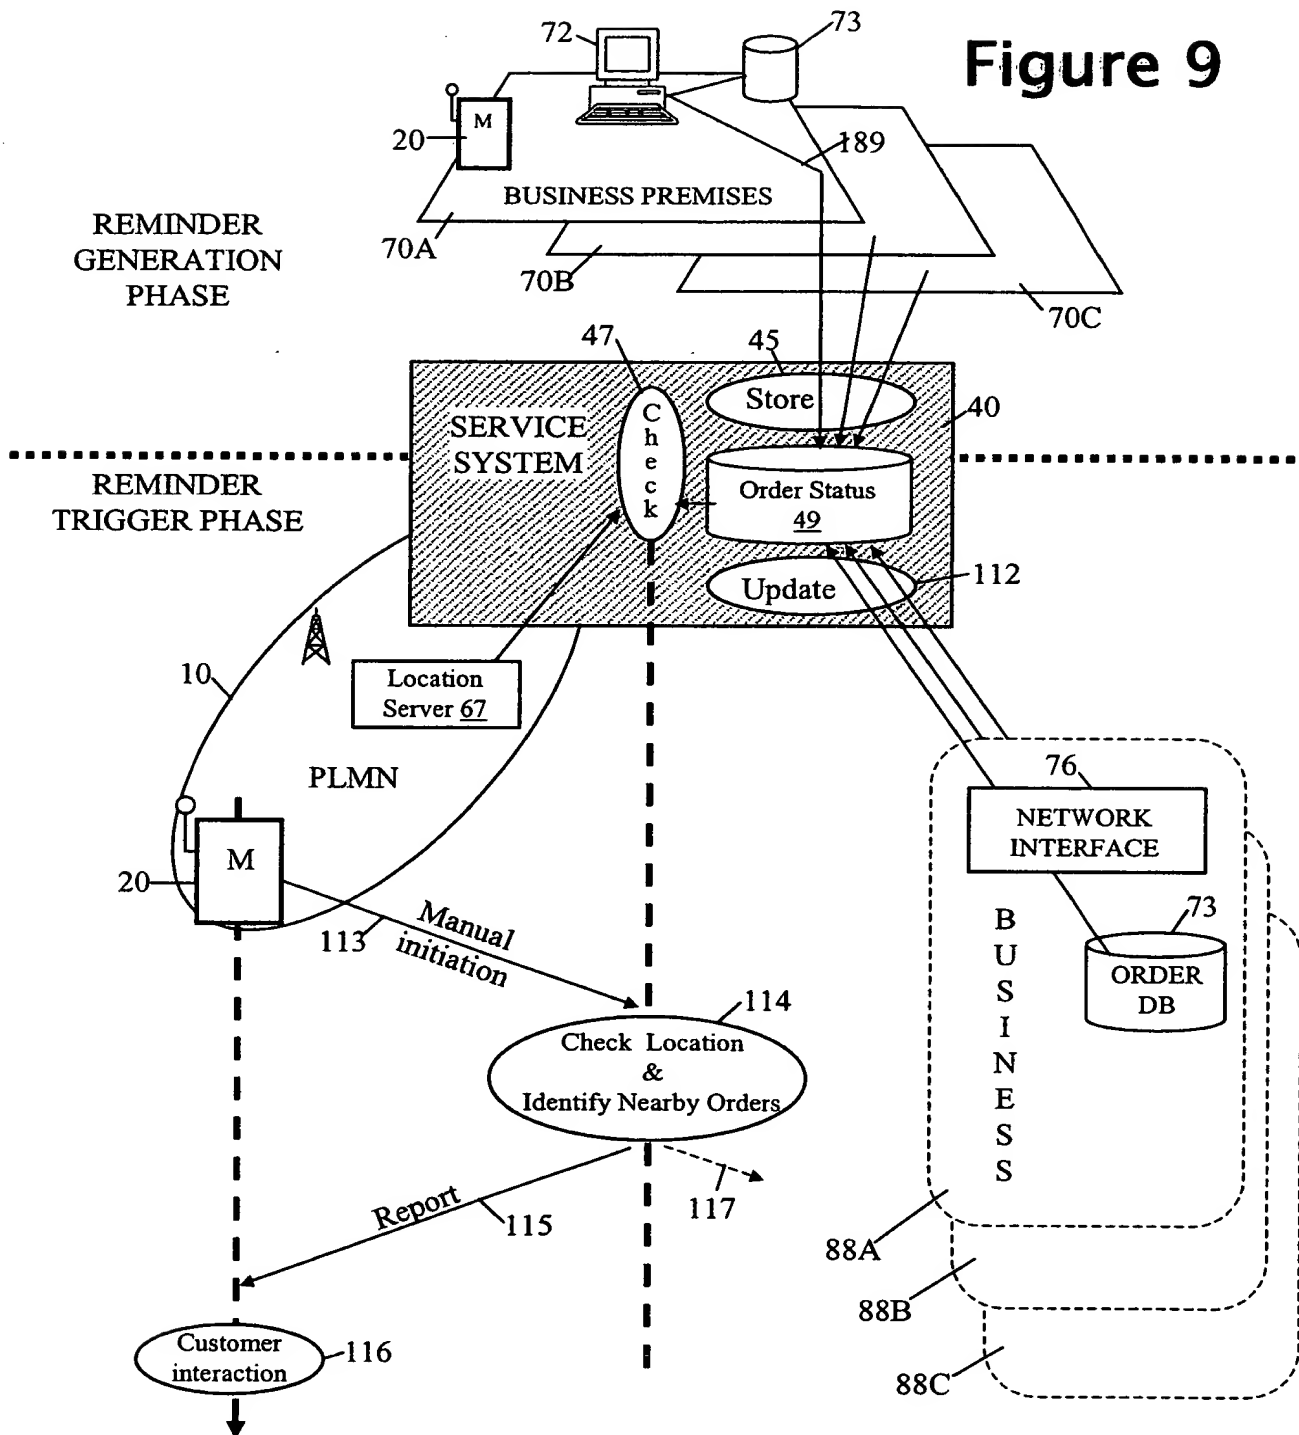 Figure 9
72
73
M
20
189
BUSINESS PREMISES
REMINDER
GENERATION
PHASE
70A
70B
70C
47
45
Store
40
Check
SERVICE
SYSTEM
Order Status
49
REMINDER
TRIGGER PHASE
Update
112
10
Location
Server 67
PLMN
76
NETWORK
INTERFACE
M
20
113
Manual
initiation
BUSINESS
73
ORDER
DB
114
Check Location
&
Identify Nearby Orders
117
Report
115
88A
88B
88C
Customer
interaction
116